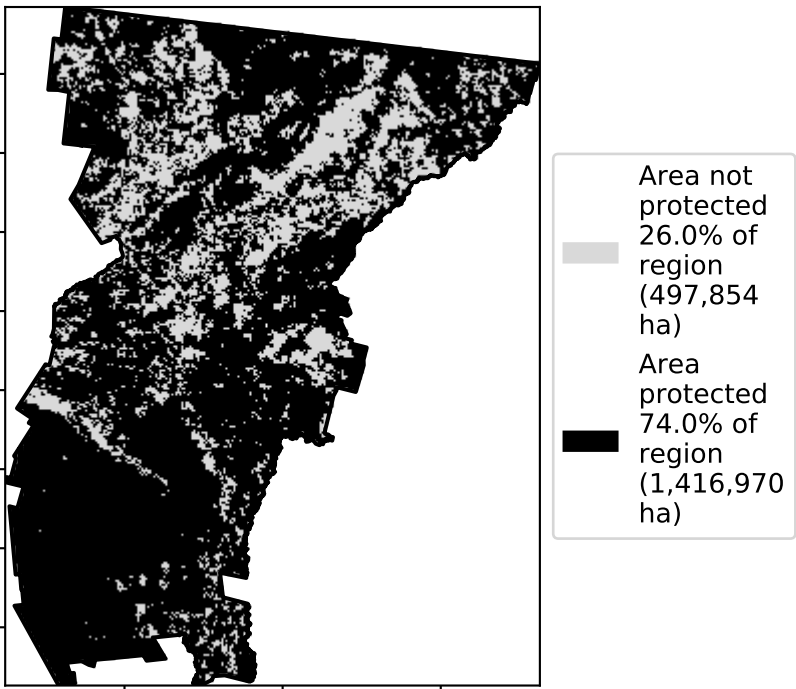 Area not
protected
26.0% of
region
(497,854
ha)
Area
protected
74.0% of
region
(1,416,970
ha)